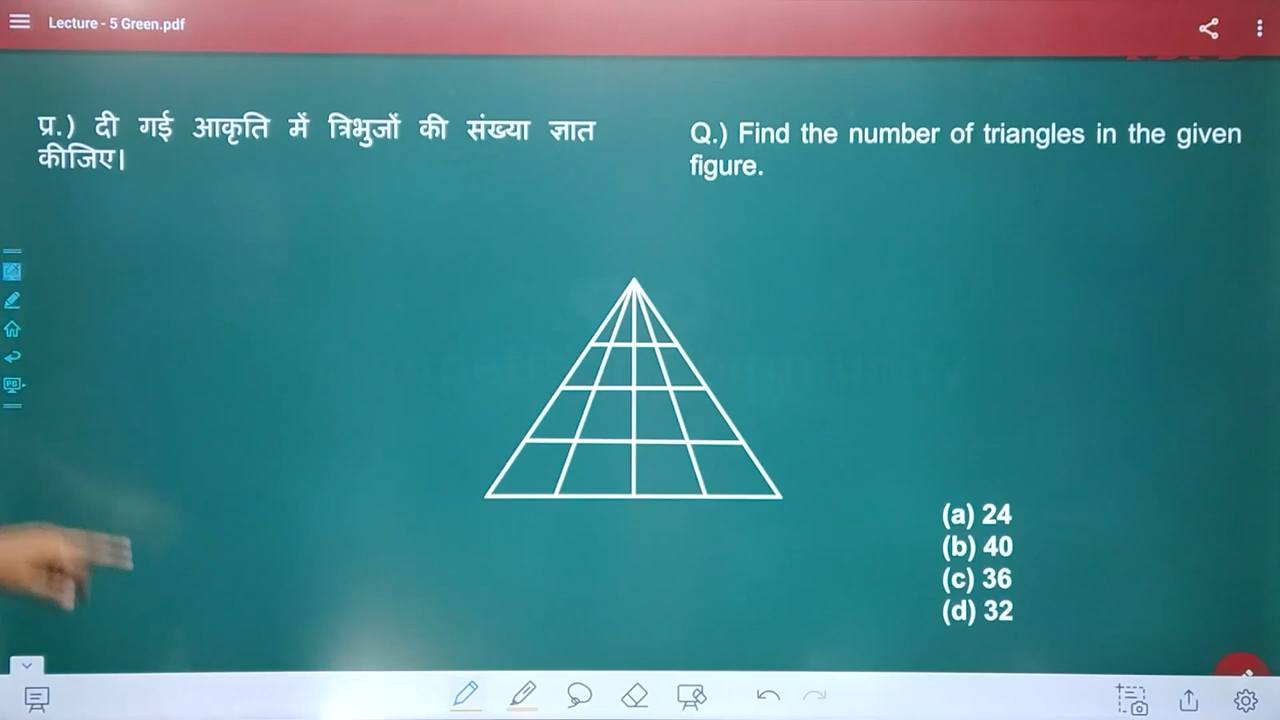 Lecture - 5 Green.pdf
प्र.) दी गई आकृति में त्रिभुजों की संख्या ज्ञात
कीजिए।
Q.) Find the number of triangles in the given
figure.
(a) 24
(b) 40
(c) 36
(d) 32